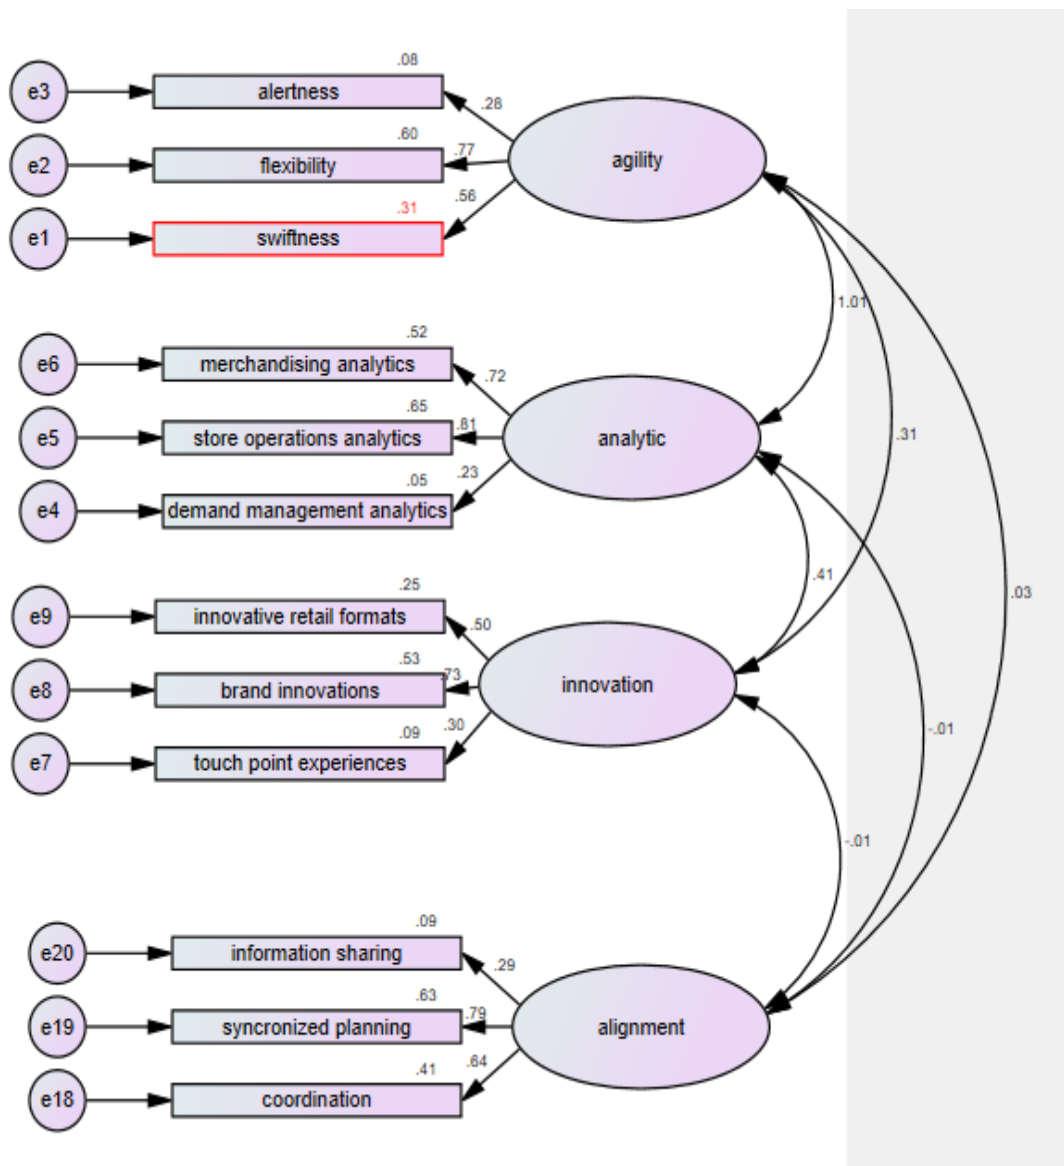 .08
e3
alertness
.28
.60
e2
flexibility
.77
agility
.31
e1
swiftness
.56
1.01
.52
e6
merchandising analytics
.72
.65
e5
store operations analytics
.81
analytic
.31
.05
e4
demand management analytics
.23
.41
.03
.25
e9
innovative retail formats
.50
.53
e8
brand innovations
.73
innovation
-.01
.09
e7
touch point experiences
.30
-.01
.09
e20
information sharing
.29
.63
e19
syncronized planning
.79
alignment
.41
e18
coordination
.64